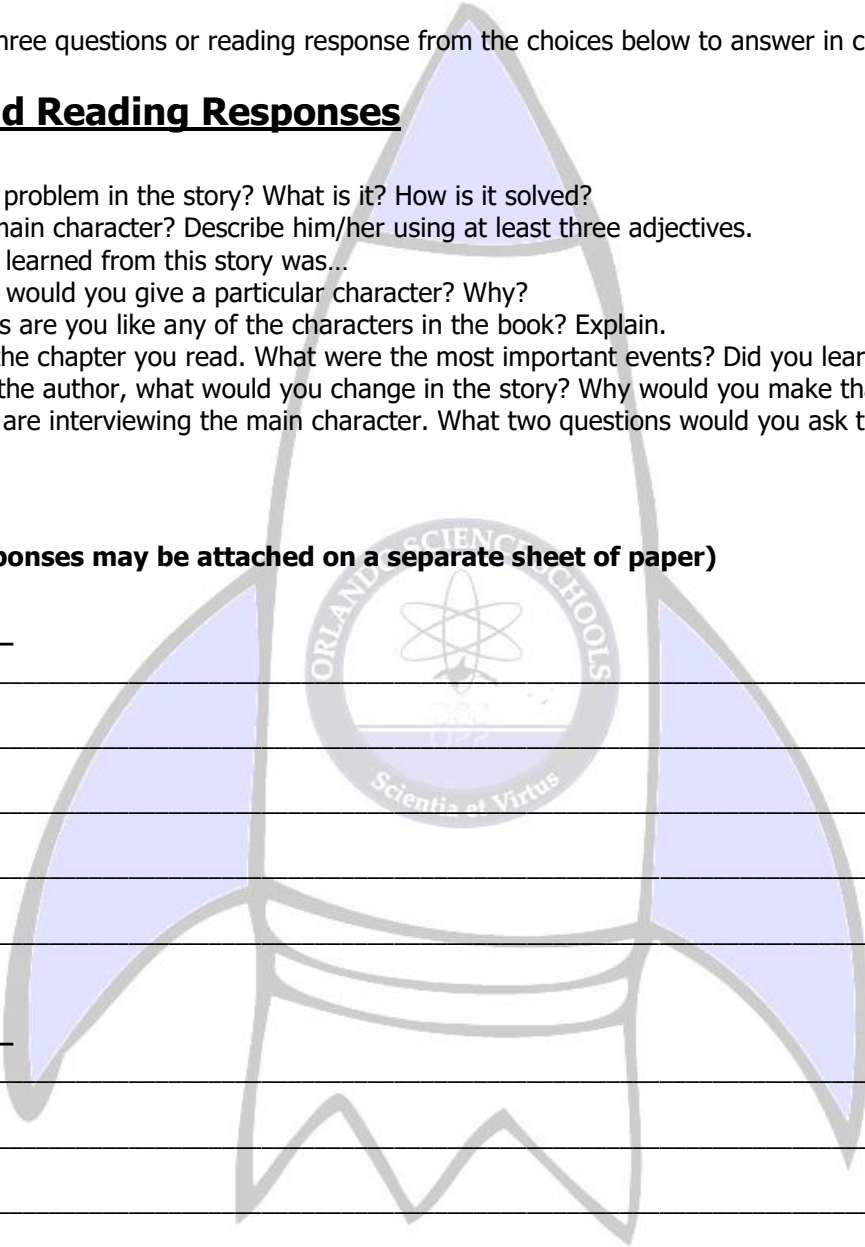 hree questions or reading response from the choices below to answer in c
d Reading Responses
problem in the story? What is it? How is it solved?
nain character? Describe him/her using at least three adjectives.
learned from this story was…
would you give a particular character? Why?
s are you like any of the characters in the book? Explain.
he chapter you read. What were the most important events? Did you lear
the author, what would you change in the story? Why would you make tha
are interviewing the main character. What two questions would you ask t
ponses may be attached on a separate sheet of paper)
ORLANDO SCIENCE SCHOOLS
OSS
Scientia et Virtus